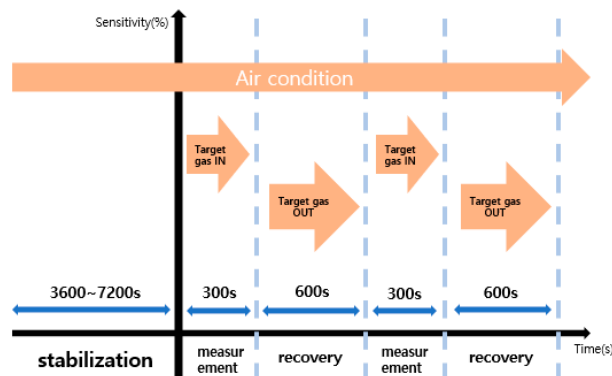 Sensitivity(%)
Air condition
Target
gas IN
Target gas
OUT
Target
gas IN
Target gas
OUT
3600~7200s
300s
600s
300s
600s
Time(s)
stabilization
measur
ement
recovery
measur
ement
recovery